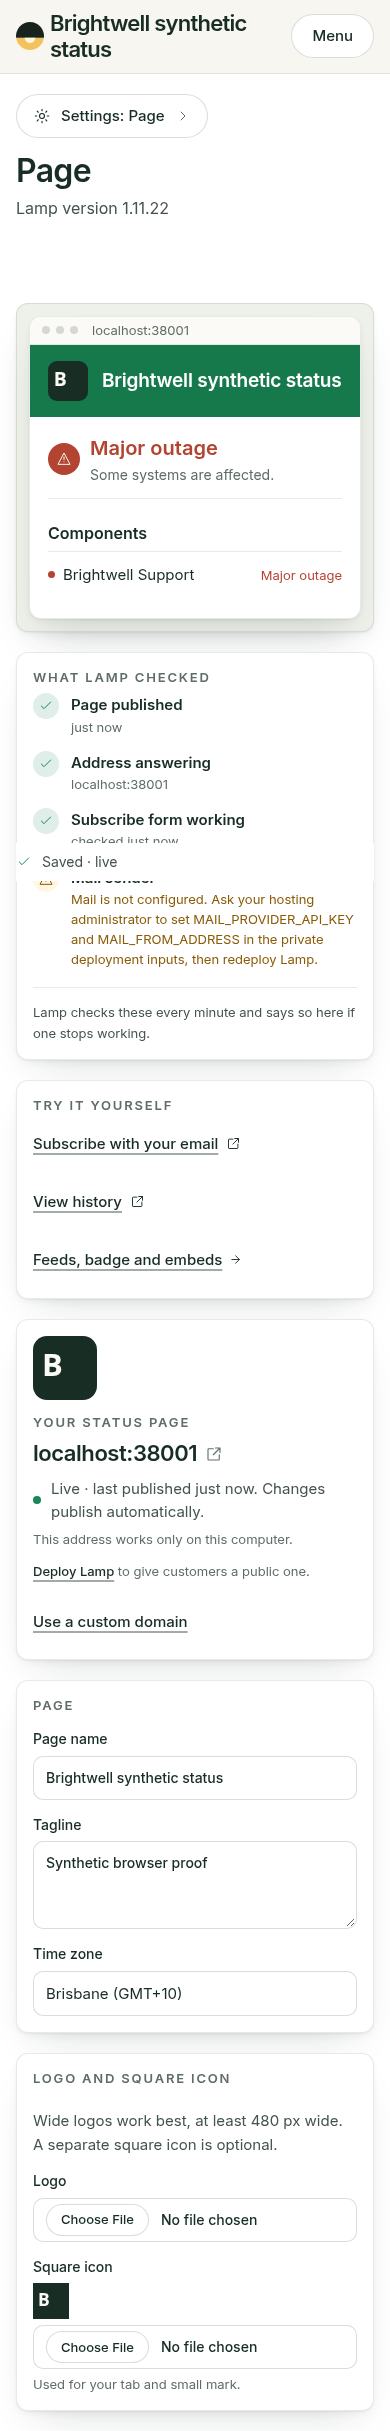 Brightwell synthetic
status
Menu
Settings: Page
Page
Lamp version 1.11.22
localhost:38001
B
Brightwell synthetic status
Major outage
Some systems are affected.
Components
Brightwell Support
Major outage
WHAT LAMP CHECKED
Page published
just now
Address answering
localhost:38001
Subscribe form working
checked just now
Saved · live
Mail sender
Mail is not configured. Ask your hosting
administrator to set MAIL_PROVIDER_API_KEY
and MAIL_FROM_ADDRESS in the private
deployment inputs, then redeploy Lamp.
Lamp checks these every minute and says so here if
one stops working.
TRY IT YOURSELF
Subscribe with your email
View history
Feeds, badge and embeds
B
YOUR STATUS PAGE
localhost:38001
Live · last published just now. Changes
publish automatically.
This address works only on this computer.
Deploy Lamp to give customers a public one.
Use a custom domain
PAGE
Page name
Brightwell synthetic status
Tagline
Synthetic browser proof
Time zone
Brisbane (GMT+10)
LOGO AND SQUARE ICON
Wide logos work best, at least 480 px wide.
A separate square icon is optional.
Logo
Choose File No file chosen
Square icon
B
Choose File No file chosen
Used for your tab and small mark.